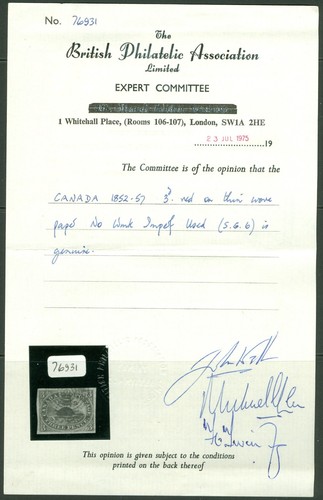 No. 76931
The
British Philatelic Association
Limited
EXPERT COMMITTEE
1 Whitehall Place, (Rooms 106-107), London, SW1A 2HE
23 JUL 1975
19
The Committee is of the opinion that the
CANADA 1852-57 3d. red on thin wove
paper No Wmk Imperf Used (S.G. 6) is
genuine.
76931
This opinion is given subject to the conditions
printed on the back thereof